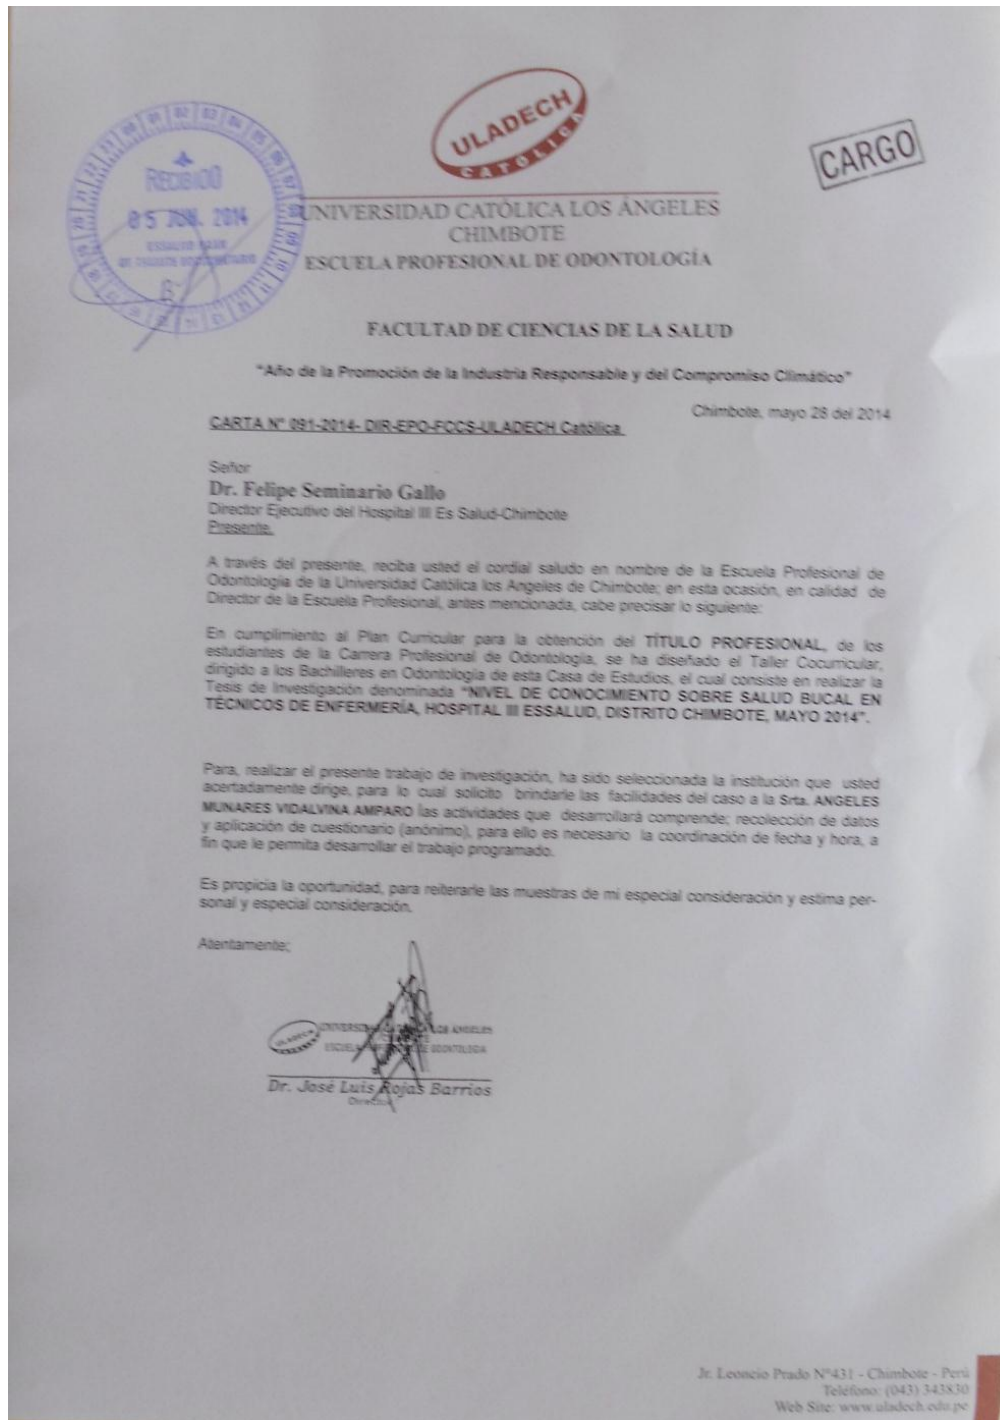 ULADECH
CATÓLICA
CARGO
RECIBIDO
05 JUN. 2014
UNIVERSIDAD CATÓLICA LOS ÁNGELES
CHIMBOTE
ESCUELA PROFESIONAL DE ODONTOLOGÍA
FACULTAD DE CIENCIAS DE LA SALUD
"Año de la Promoción de la Industria Responsable y del Compromiso Climático"
Chimbote, mayo 28 del 2014
CARTA Nº 091-2014- DIR-EPO-FCCS-ULADECH Católica
Señor
Dr. Felipe Seminario Gallo
Director Ejecutivo del Hospital III Es Salud-Chimbote
Presente.
A través del presente, reciba usted el cordial saludo en nombre de la Escuela Profesional de
Odontología de la Universidad Católica los Angeles de Chimbote; en esta ocasión, en calidad de
Director de la Escuela Profesional, antes mencionada, cabe precisar lo siguiente:
En cumplimiento al Plan Curricular para la obtención del TÍTULO PROFESIONAL, de los
estudiantes de la Carrera Profesional de Odontología, se ha diseñado el Taller Cocurricular,
dirigido a los Bachilleres en Odontología de esta Casa de Estudios, el cual consiste en realizar la
Tesis de Investigación denominada "NIVEL DE CONOCIMIENTO SOBRE SALUD BUCAL EN
TÉCNICOS DE ENFERMERÍA, HOSPITAL III ESSALUD, DISTRITO CHIMBOTE, MAYO 2014".
Para, realizar el presente trabajo de investigación, ha sido seleccionada la institución que usted
acertadamente dirige, para lo cual solicito brindarle las facilidades del caso a la Srta. ANGELES
MUNARES VIDALVINA AMPARO las actividades que desarrollará comprende; recolección de datos
y aplicación de cuestionario (anónimo), para ello es necesario la coordinación de fecha y hora, a
fin que le permita desarrollar el trabajo programado.
Es propicia la oportunidad, para reiterarle las muestras de mi especial consideración y estima per-
sonal y especial consideración.
Atentamente;
ULADECH
ESCUELA DE ODONTOLOGIA
Dr. José Luis Rojas Barrios
Director
Jr. Leoncio Prado Nº431 - Chimbote - Perú
Teléfono: (043) 343830
Web Site: www.uladech.edu.pe